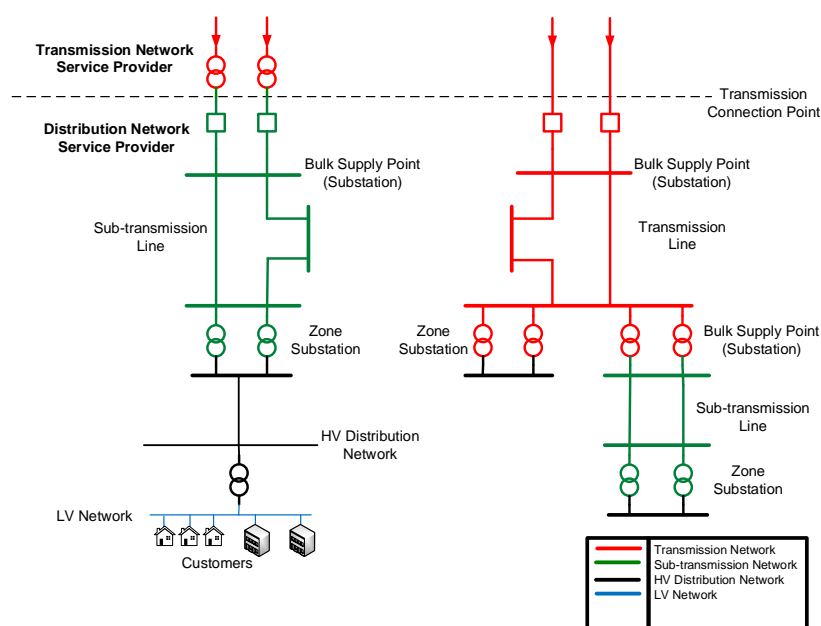 Transmission Network
Service Provider
Transmission
Connection Point
Distribution Network
Service Provider
Bulk Supply Point
(Substation)
Bulk Supply Point
(Substation)
Sub-transmission
Line
Transmission
Line
Zone
Substation
Zone
Substation
Bulk Supply Point
(Substation)
Sub-transmission
Line
HV Distribution
Network
Zone
Substation
LV Network
Customers
Transmission Network
Sub-transmission Network
HV Distribution Network
LV Network